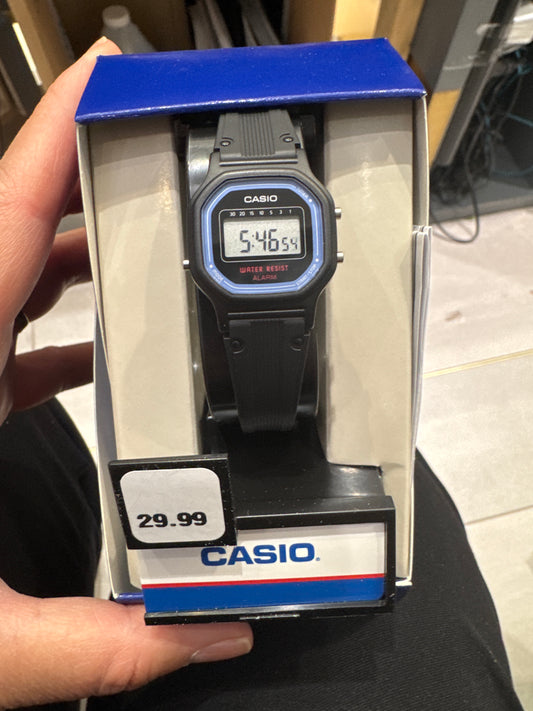 CASIO
30 20 15 10 5 3 1
5:46 54
WATER RESIST
ALARM
29.99
CASIO